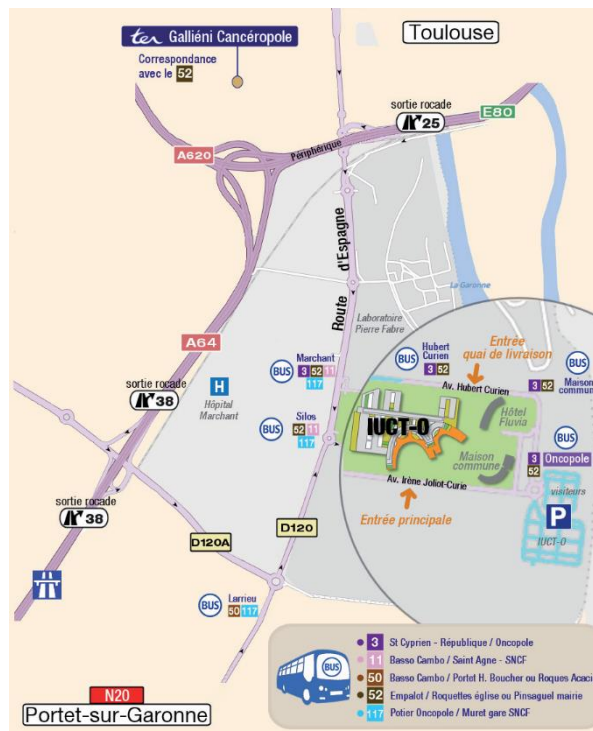 ter Galliéni Cancéropole
Toulouse
Correspondance
avec le 52
sortie rocade
25
E80
A620
Périphérique
Route d'Espagne
La Garonne
Laboratoire
Pierre Fabre
A64
sortie rocade
38
H
Hôpital
Marchant
BUS
Marchant
3 52 11
117
BUS
Hubert
Curien
3 52
Entrée
quai de livraison
Av. Hubert Curien
BUS
3 52 Maison
commun
BUS
Silos
52 11
117
IUCT-O
Hôtel
Fluvia
Maison
commune
BUS
3 Oncopole
52
Av. Irène Joliot-Curie
Entrée principale
visiteurs
P
IUCT-O
sortie rocade
38
D120A
D120
BUS
Larrieu
50 117
N20
Portet-sur-Garonne
BUS
3 St Cyprien - République / Oncopole
11 Basso Cambo / Saint Agne - SNCF
50 Basso Cambo / Portet H. Boucher ou Roques Acaci
52 Empalot / Roquettes église ou Pinsaguel mairie
117 Potier Oncopole / Muret gare SNCF